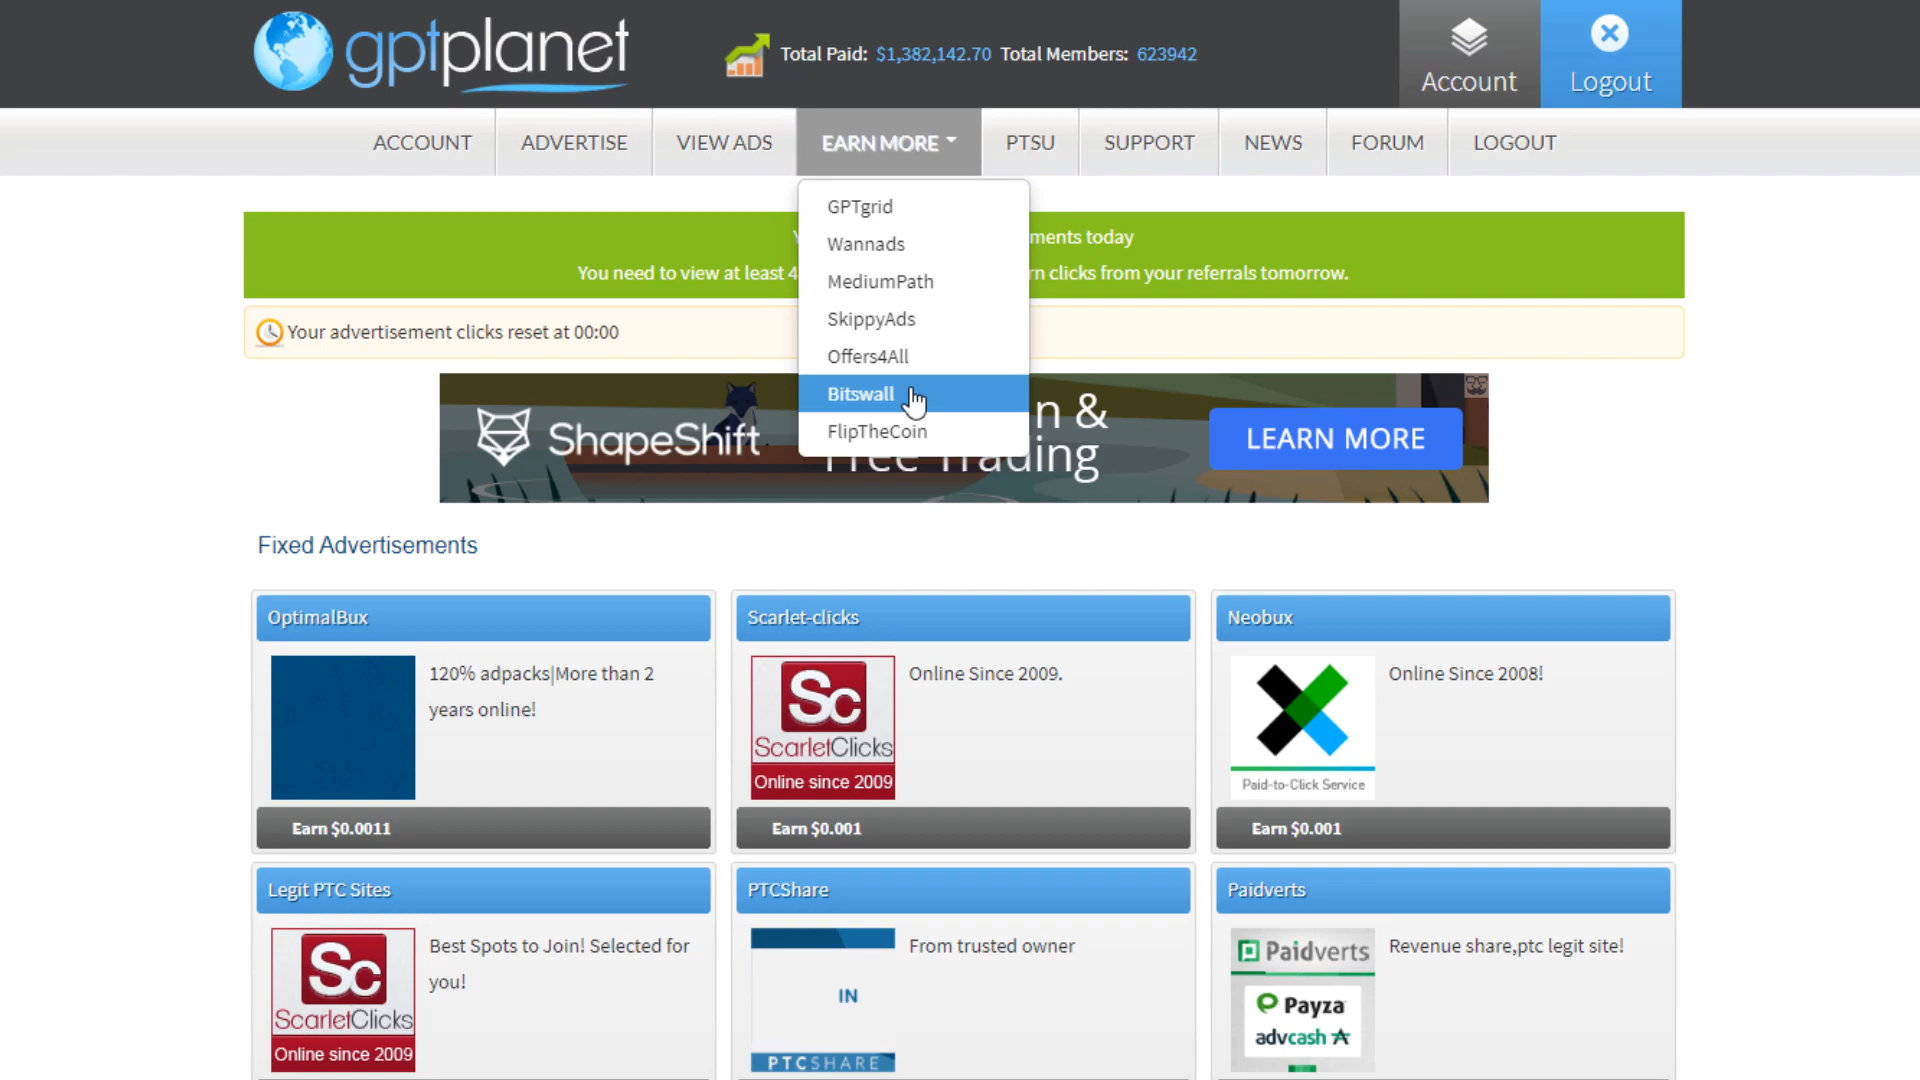 gptplanet
Total Paid: $1,382,142.70 Total Members: 623942
Account
Logout
ACCOUNT
ADVERTISE
VIEW ADS
EARN MORE
PTSU
SUPPORT
NEWS
FORUM
LOGOUT
GPTgrid
Wannads
MediumPath
SkippyAds
Offers4All
Bitswall
FlipTheCoin
ments today
You need to view at least 4
rn clicks from your referrals tomorrow.
Your advertisement clicks reset at 00:00
ShapeShift
n &
Free Trading
LEARN MORE
Fixed Advertisements
OptimalBux
120% adpacks|More than 2
years online!
Earn $0.0011
Scarlet-clicks
Sc
ScarletClicks
Online since 2009
Online Since 2009.
Earn $0.001
Neobux
Paid-to-Click Service
Online Since 2008!
Earn $0.001
Legit PTC Sites
Sc
ScarletClicks
Online since 2009
Best Spots to Join! Selected for
you!
PTCShare
IN
PTCSHARE
From trusted owner
Paidverts
Paidverts
Payza
advcash
Revenue share,ptc legit site!